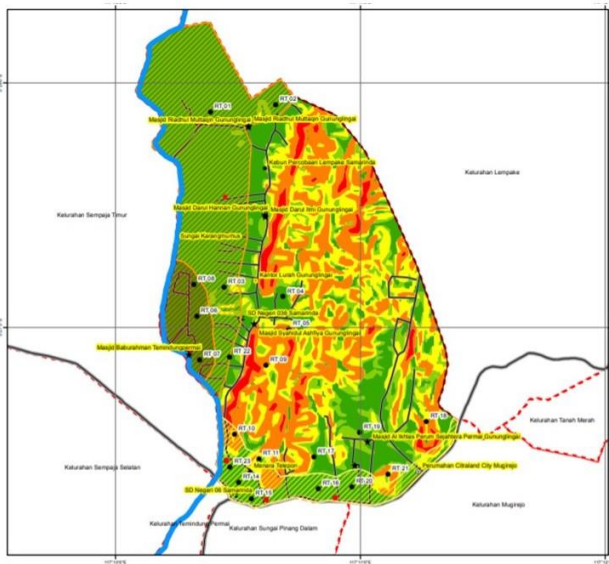 RT 01
RT 02
Masjid Riadhur Muttaqin Gununglingai
Masjid Riadhur Muttaqin Gununglingai
Kebun Percobaan Lempake Samarinda
Kelurahan Lempake
Masjid Darul Hannan Gununglingai
Masjid Darul Ilmi Gununglingai
Kelurahan Sempaja Timur
Sungai Karangmumus
Kantor Lurah Gununglingai
RT 03
RT 04
RT 06
SD Negeri 036 Samarinda
RT 05
Masjid Syahidul Ashfiya Gununglingai
Masjid Baburahman Temindungpermai
RT 07
RT 22
RT 09
RT 18
Kelurahan Tanah Merah
RT 10
RT 19
Masjid Al Ikhlas Perum Sejahtera Permai Gununglingai
RT 17
RT 11
RT 23
Menara Telepon
Kelurahan Sempaja Selatan
Perumahan Citraland City Mugirejo
RT 21
RT 14
RT 20
RT 16
SD Negeri 06 Samarinda
RT 15
Kelurahan Mugirejo
Kelurahan Temindung Permai
Kelurahan Sungai Pinang Dalam